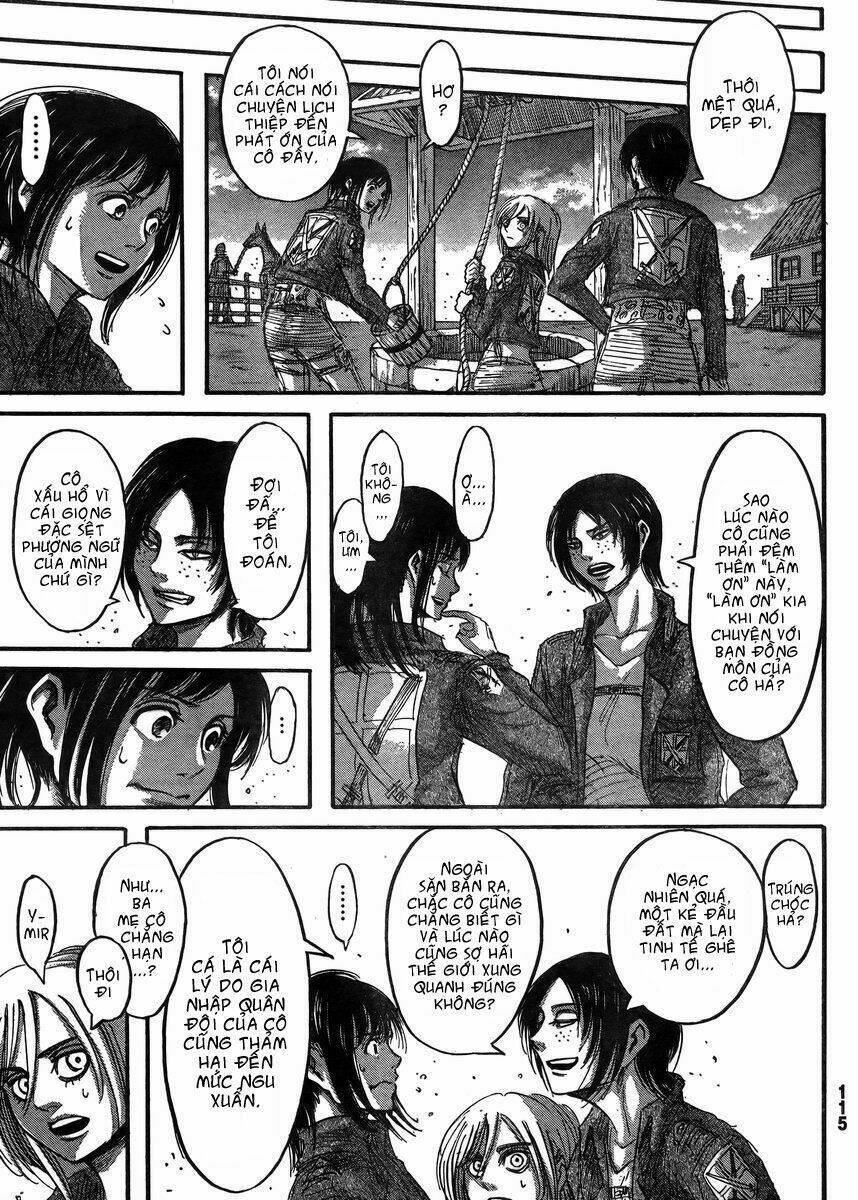 THÔI
MỆT QUÁ,
DẸP ĐI.
HƠ
?
TÔI NÓI
CÁI CÁCH NÓI
CHUYỆN LỊCH
THIỆP ĐẾN
PHÁT ỚN CỦA
CÔ ĐẤY.
......
SAO
LÚC NÀO
CÔ CŨNG
PHẢI ĐỆM
THÊM "LÀM
ƠN" NÀY,
"LÀM ƠN" KIA
KHI NÓI
CHUYỆN VỚI
BẠN ĐỒNG
MÔN CỦA
CÔ HẢ?
Ơ...
À...
TÔI
KHÔ-
NG
,,,
TÔI, ƯM
...
ĐỢI
ĐÃ...
ĐỂ
TÔI
ĐOÁN.
CÔ
XẤU HỔ VÌ
CÁI GIỌNG
ĐẶC SỆT
PHƯƠNG NGỮ
CỦA MÌNH
CHỨ GÌ?
....
TRÚNG
CHÓC
HẢ?
NGẠC
NHIÊN QUÁ,
MỘT KẺ ĐẦU
ĐẤT MÀ LẠI
TINH TẾ GHÊ
TA ƠI...
NGOÀI
SĂN BẮN RA,
CHẮC CÔ CŨNG
CHẲNG BIẾT GÌ
VÀ LÚC NÀO
CŨNG SỢ HÃI
THẾ GIỚI XUNG
QUANH ĐÚNG
KHÔNG?
......
TÔI
CÁ LÀ CÁI
LÝ DO GIA
NHẬP QUÂN
ĐỘI CỦA CÔ
CŨNG THẢM
HẠI ĐẾN
MỨC NGU
XUẨN.
NHƯ...
BA
MẸ CÔ
CHẲNG
HẠN
...?
THÔI
ĐI
Y-
MIR
115